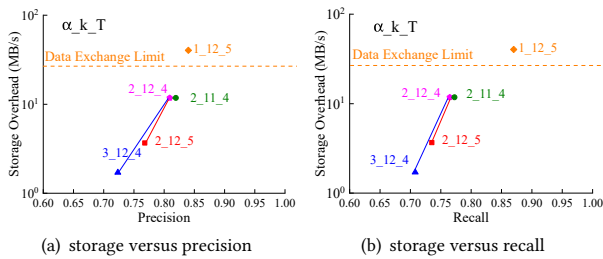 α_k_T
1_12_5
Data Exchange Limit
2_12_4
2_11_4
2_12_5
3_12_4
Storage Overhead (MB/s)
10²
10¹
10⁰
0.60 0.65 0.70 0.75 0.80 0.85 0.90 0.95 1.00
Precision
(a) storage versus precision
α_k_T
1_12_5
Data Exchange Limit
2_12_4
2_11_4
2_12_5
3_12_4
Storage Overhead (MB/s)
10²
10¹
10⁰
0.60 0.65 0.70 0.75 0.80 0.85 0.90 0.95 1.00
Recall
(b) storage versus recall